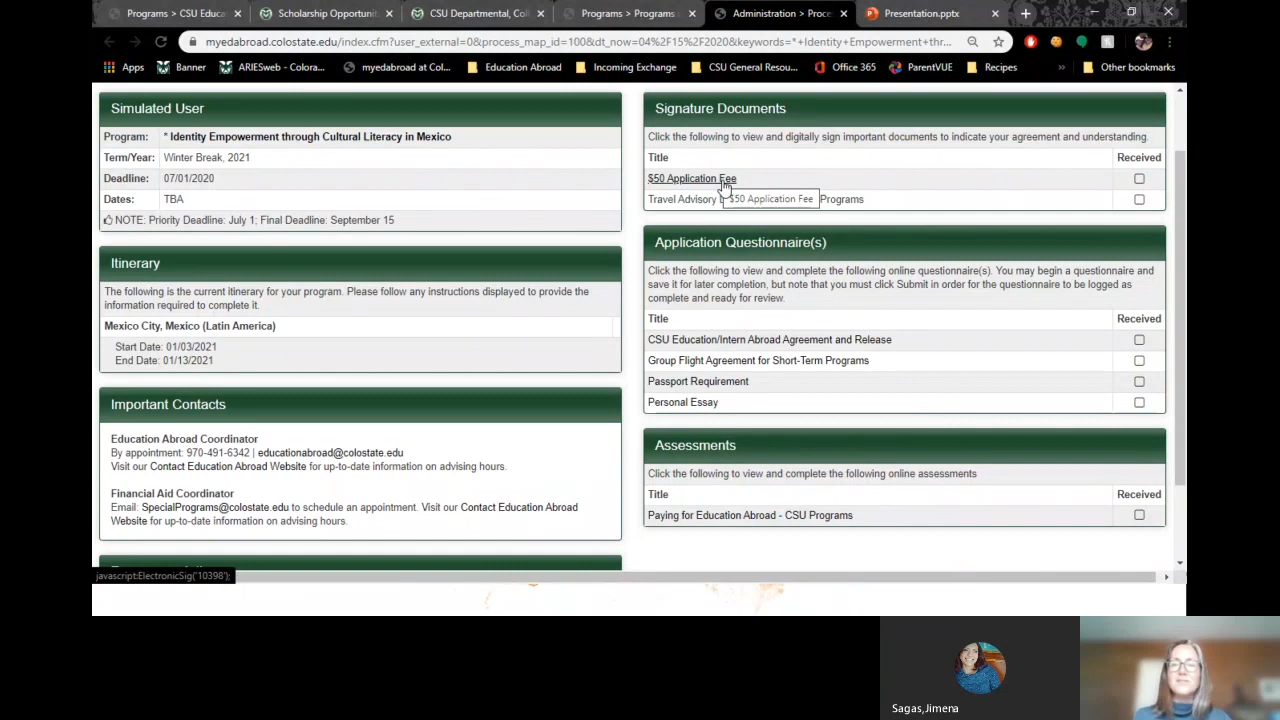 Programs > CSU Educa
Scholarship Opportunit
CSU Departmental, Coll
Programs > Programs
Administration > Proce
Presentation.pptx
myedabroad.colostate.edu/index.cfm?user_external=0&process_map_id=100&dt_now=04%2F15%2F2020&keywords=*+Identity+Empowerment+thr...
Apps
Banner
ARIESweb - Colora...
myedabroad at Col...
Education Abroad
Incoming Exchange
CSU General Resou...
Office 365
ParentVUE
Recipes
»
Other bookmarks
Simulated User
Program: * Identity Empowerment through Cultural Literacy in Mexico
Term/Year: Winter Break, 2021
Deadline: 07/01/2020
Dates: TBA
NOTE: Priority Deadline: July 1; Final Deadline: September 15
Itinerary
The following is the current itinerary for your program. Please follow any instructions displayed to provide the
information required to complete it.
Mexico City, Mexico (Latin America)
Start Date: 01/03/2021
End Date: 01/13/2021
Important Contacts
Education Abroad Coordinator
By appointment: 970-491-6342 | educationabroad@colostate.edu
Visit our Contact Education Abroad Website for up-to-date information on advising hours.
Financial Aid Coordinator
Email: SpecialPrograms@colostate.edu to schedule an appointment. Visit our Contact Education Abroad
Website for up-to-date information on advising hours.
javascript:ElectronicSig('10398');
Signature Documents
Click the following to view and digitally sign important documents to indicate your agreement and understanding.
Title Received
$50 Application Fee
Travel Advisory Programs
$50 Application Fee
Application Questionnaire(s)
Click the following to view and complete the following online questionnaire(s). You may begin a questionnaire and
save it for later completion, but note that you must click Submit in order for the questionnaire to be logged as
complete and ready for review.
Title Received
CSU Education/Intern Abroad Agreement and Release
Group Flight Agreement for Short-Term Programs
Passport Requirement
Personal Essay
Assessments
Click the following to view and complete the following online assessments
Title Received
Paying for Education Abroad - CSU Programs
Sagas,Jimena